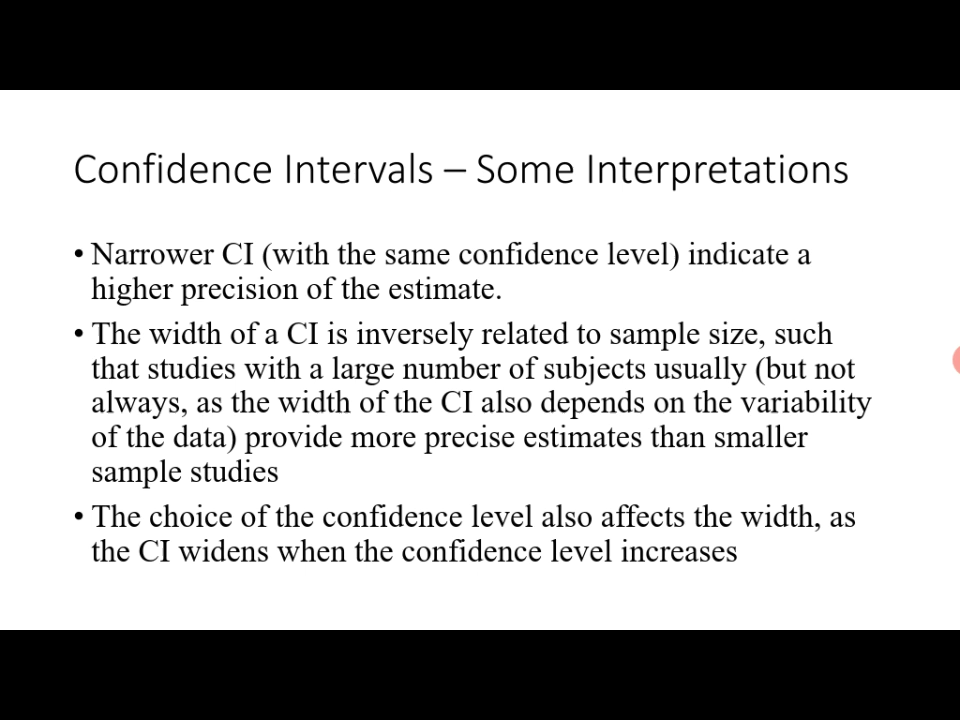 Confidence Intervals – Some Interpretations
• Narrower CI (with the same confidence level) indicate a
higher precision of the estimate.
• The width of a CI is inversely related to sample size, such
that studies with a large number of subjects usually (but not
always, as the width of the CI also depends on the variability
of the data) provide more precise estimates than smaller
sample studies
• The choice of the confidence level also affects the width, as
the CI widens when the confidence level increases